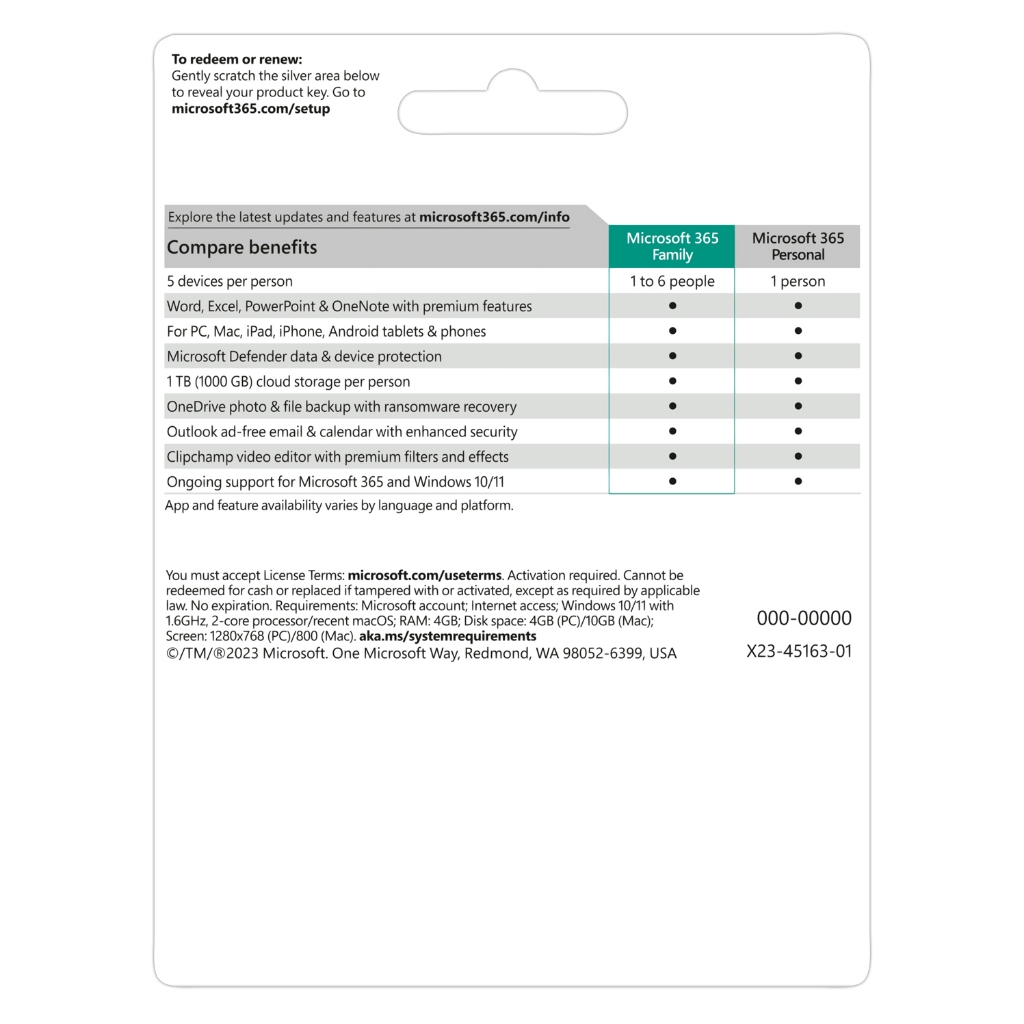 To redeem or renew:
Gently scratch the silver area below
to reveal your product key. Go to
microsoft365.com/setup
Explore the latest updates and features at microsoft365.com/info
Compare benefits
Microsoft 365
Family
Microsoft 365
Personal
5 devices per person 1 to 6 people 1 person
Word, Excel, PowerPoint & OneNote with premium features • •
For PC, Mac, iPad, iPhone, Android tablets & phones • •
Microsoft Defender data & device protection • •
1 TB (1000 GB) cloud storage per person • •
OneDrive photo & file backup with ransomware recovery • •
Outlook ad-free email & calendar with enhanced security • •
Clipchamp video editor with premium filters and effects • •
Ongoing support for Microsoft 365 and Windows 10/11 • •
App and feature availability varies by language and platform.
You must accept License Terms: microsoft.com/useterms. Activation required. Cannot be
redeemed for cash or replaced if tampered with or activated, except as required by applicable
law. No expiration. Requirements: Microsoft account; Internet access; Windows 10/11 with
1.6GHz, 2-core processor/recent macOS; RAM: 4GB; Disk space: 4GB (PC)/10GB (Mac);
Screen: 1280x768 (PC)/800 (Mac). aka.ms/systemrequirements
©/TM/®2023 Microsoft. One Microsoft Way, Redmond, WA 98052-6399, USA
000-00000
X23-45163-01